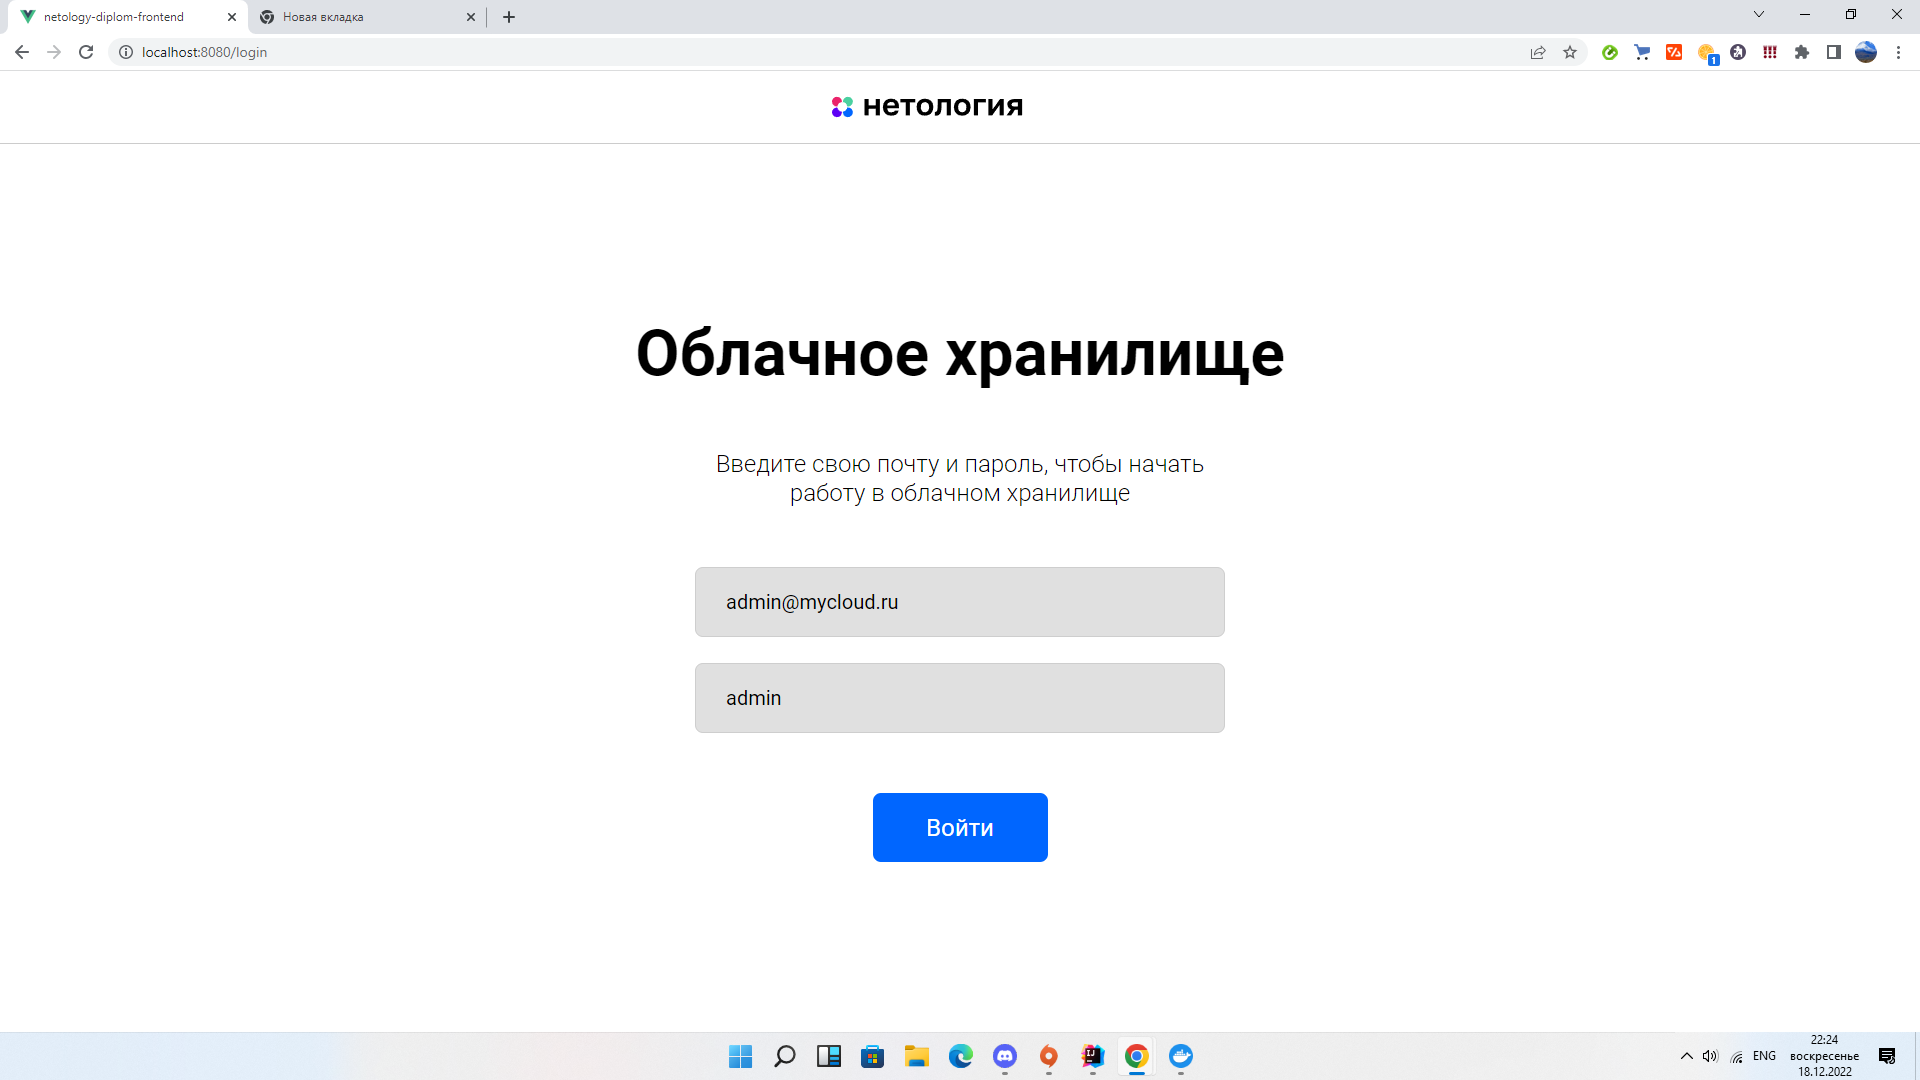 netology-diplom-frontend
Новая вкладка
localhost:8080/login
1
нетология
Облачное хранилище
Введите свою почту и пароль, чтобы начать
работу в облачном хранилище
admin@mycloud.ru
admin
Войти
ENG
22:24
воскресенье
18.12.2022